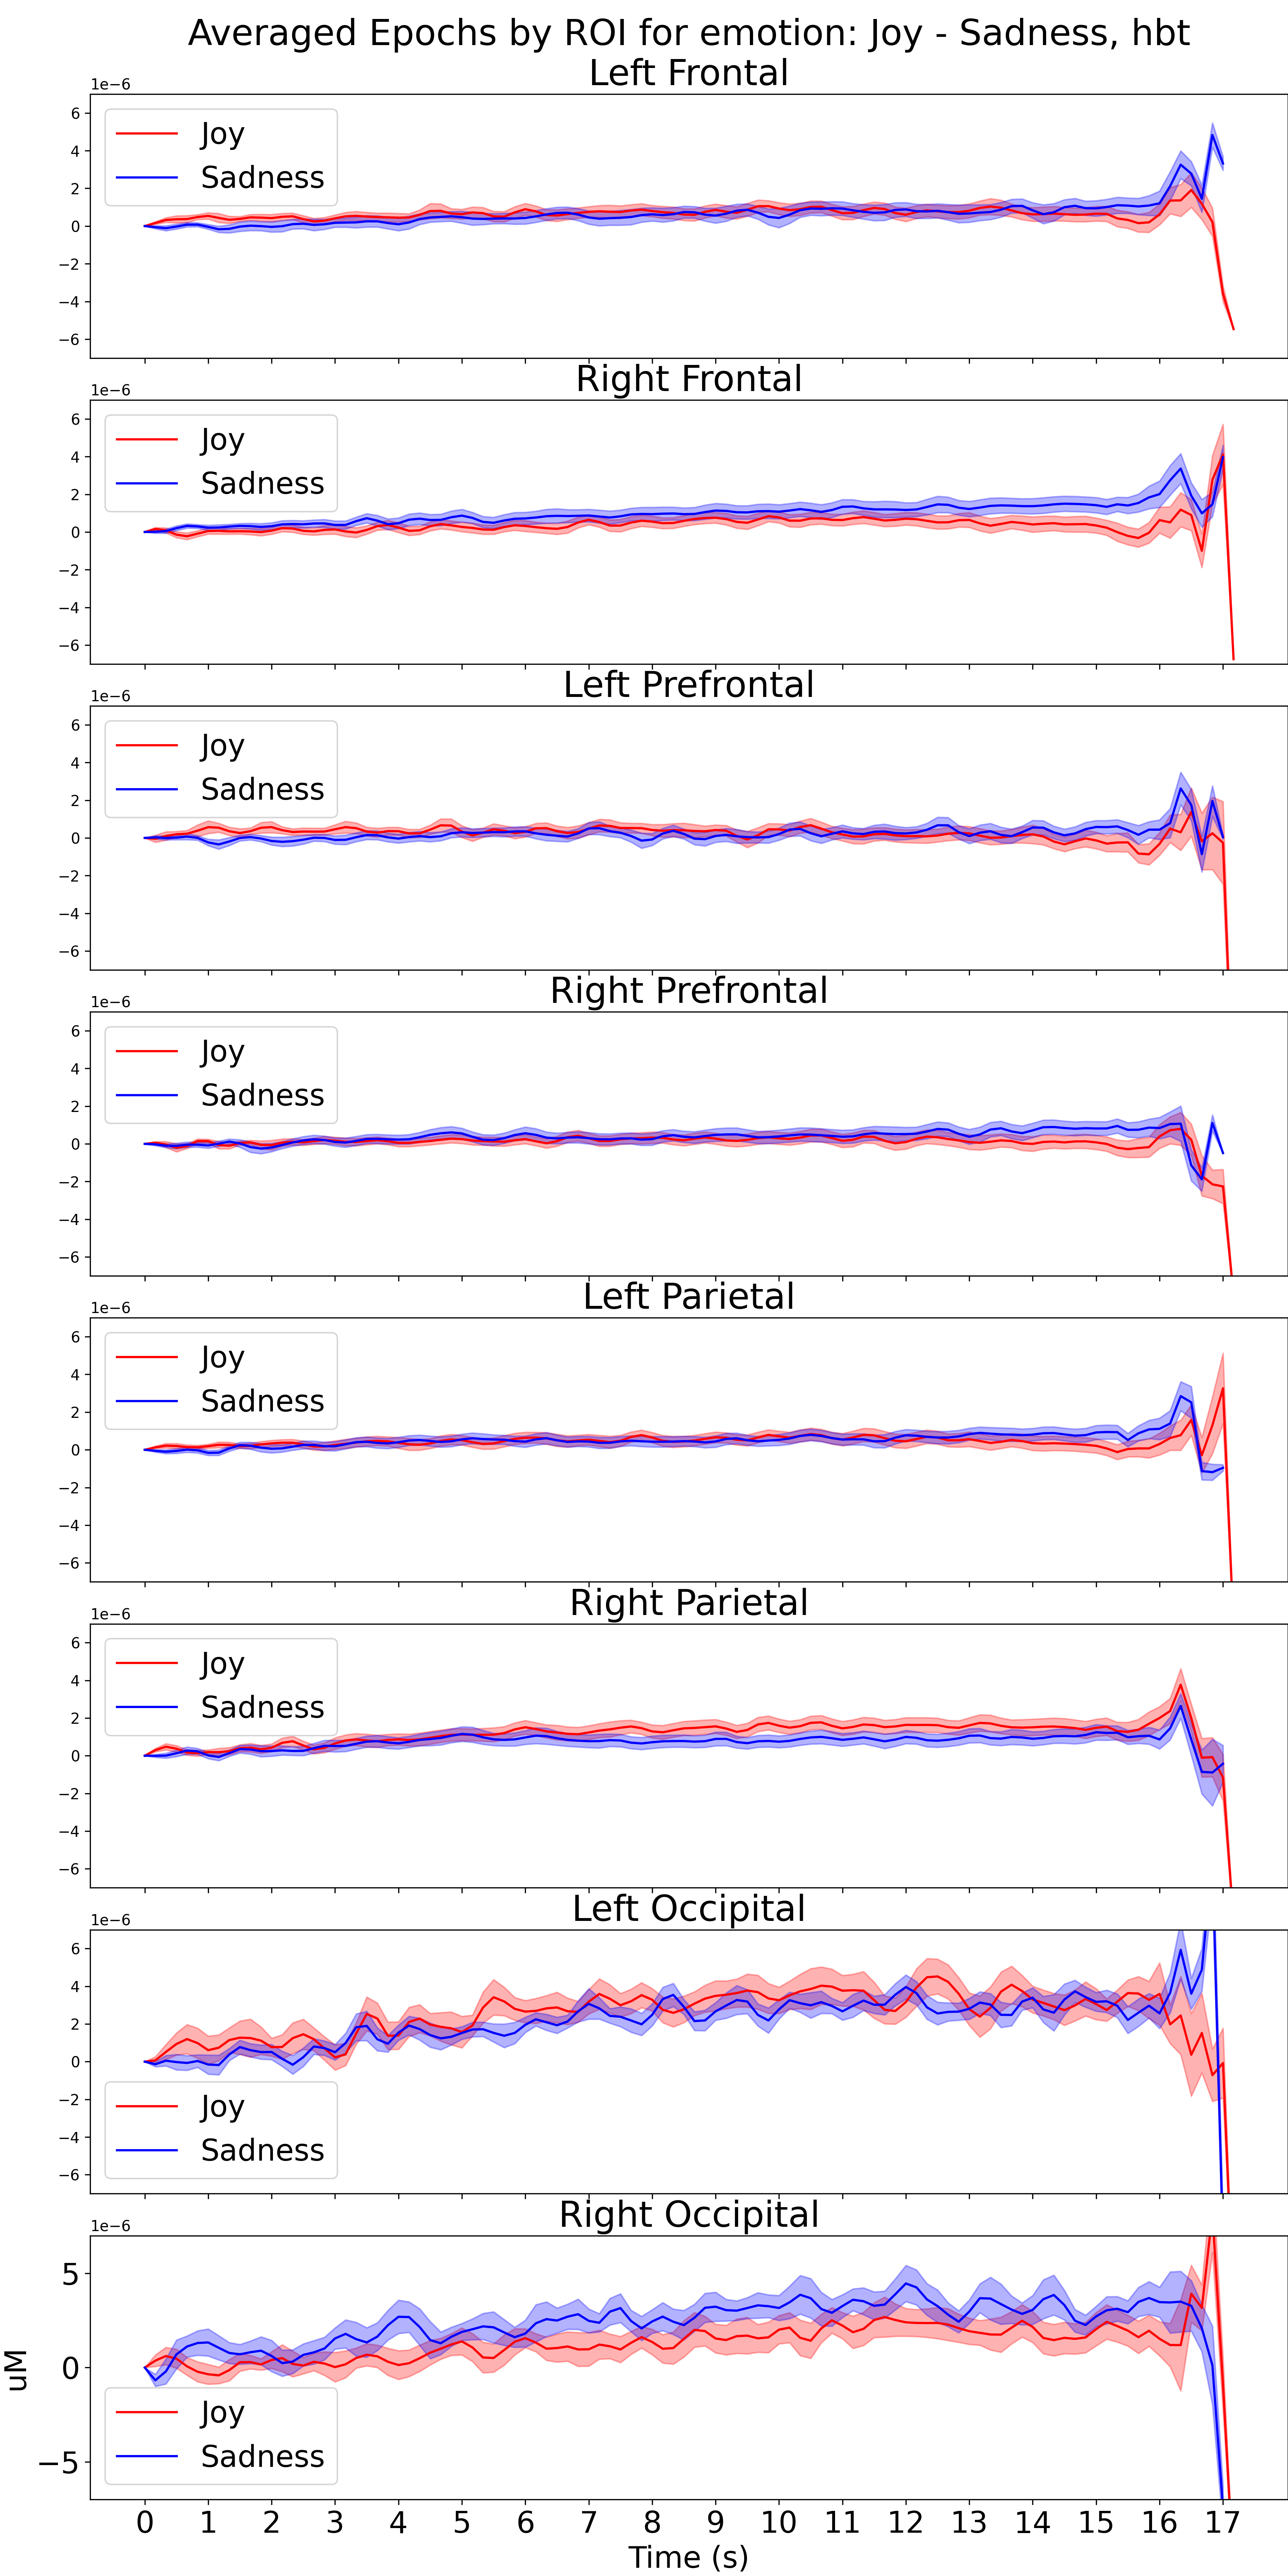 Averaged Epochs by ROI for emotion: Joy - Sadness, hbt
Left Frontal
1e−6
6
4
2
0
−2
−4
−6
Joy
Sadness
Right Frontal
1e−6
6
4
2
0
−2
−4
−6
Joy
Sadness
Left Prefrontal
1e−6
6
4
2
0
−2
−4
−6
Joy
Sadness
Right Prefrontal
1e−6
6
4
2
0
−2
−4
−6
Joy
Sadness
Left Parietal
1e−6
6
4
2
0
−2
−4
−6
Joy
Sadness
Right Parietal
1e−6
6
4
2
0
−2
−4
−6
Joy
Sadness
Left Occipital
1e−6
6
4
2
0
−2
−4
−6
Joy
Sadness
Right Occipital
1e−6
5
0
−5
uM
Joy
Sadness
0 1 2 3 4 5 6 7 8 9 10 11 12 13 14 15 16 17
Time (s)